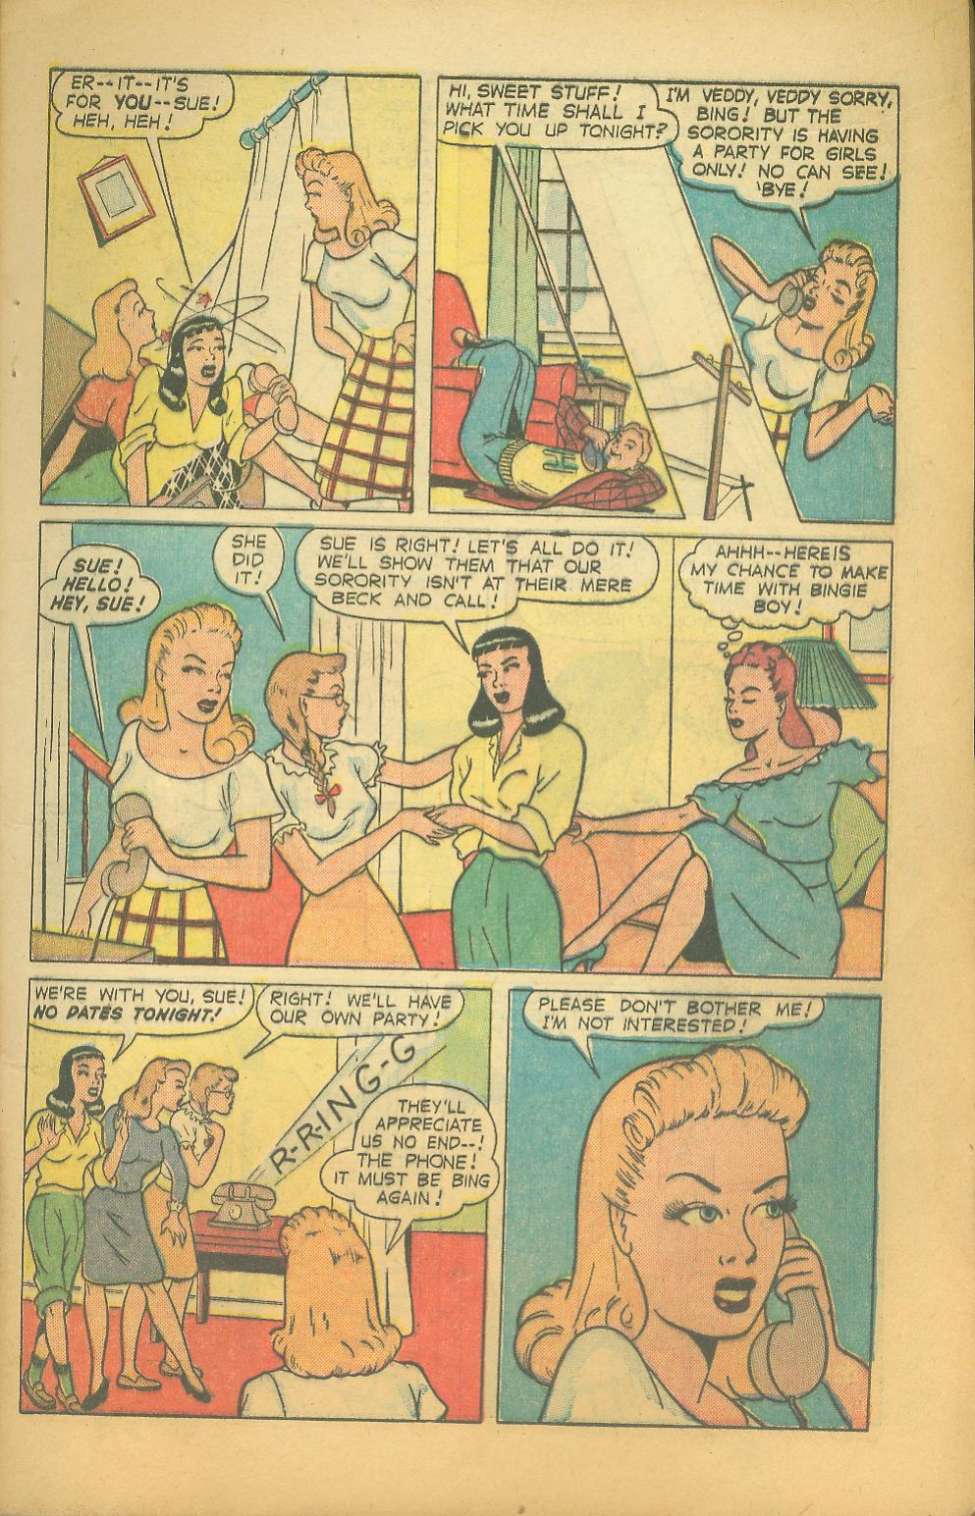 ER--IT--IT'S
FOR YOU--SUE!
HEH, HEH!
HI, SWEET STUFF!
WHAT TIME SHALL I
PICK YOU UP TONIGHT?
I'M VEDDY, VEDDY SORRY,
BING! BUT THE
SORORITY IS HAVING
A PARTY FOR GIRLS
ONLY! NO CAN SEE!
'BYE!
H
SUE!
HELLO!
HEY, SUE!
SHE
DID
IT!
SUE IS RIGHT! LET'S ALL DO IT!
WE'LL SHOW THEM THAT OUR
SORORITY ISN'T AT THEIR MERE
BECK AND CALL!
AHHH--HERE IS
MY CHANCE TO MAKE
TIME WITH BINGIE
BOY!
WE'RE WITH YOU, SUE!
NO DATES TONIGHT!
RIGHT! WE'LL HAVE
OUR OWN PARTY!
R-R-ING-G
THEY'LL
APPRECIATE
US NO END--!
THE PHONE!
IT MUST BE BING
AGAIN!
PLEASE DON'T BOTHER ME!
I'M NOT INTERESTED!